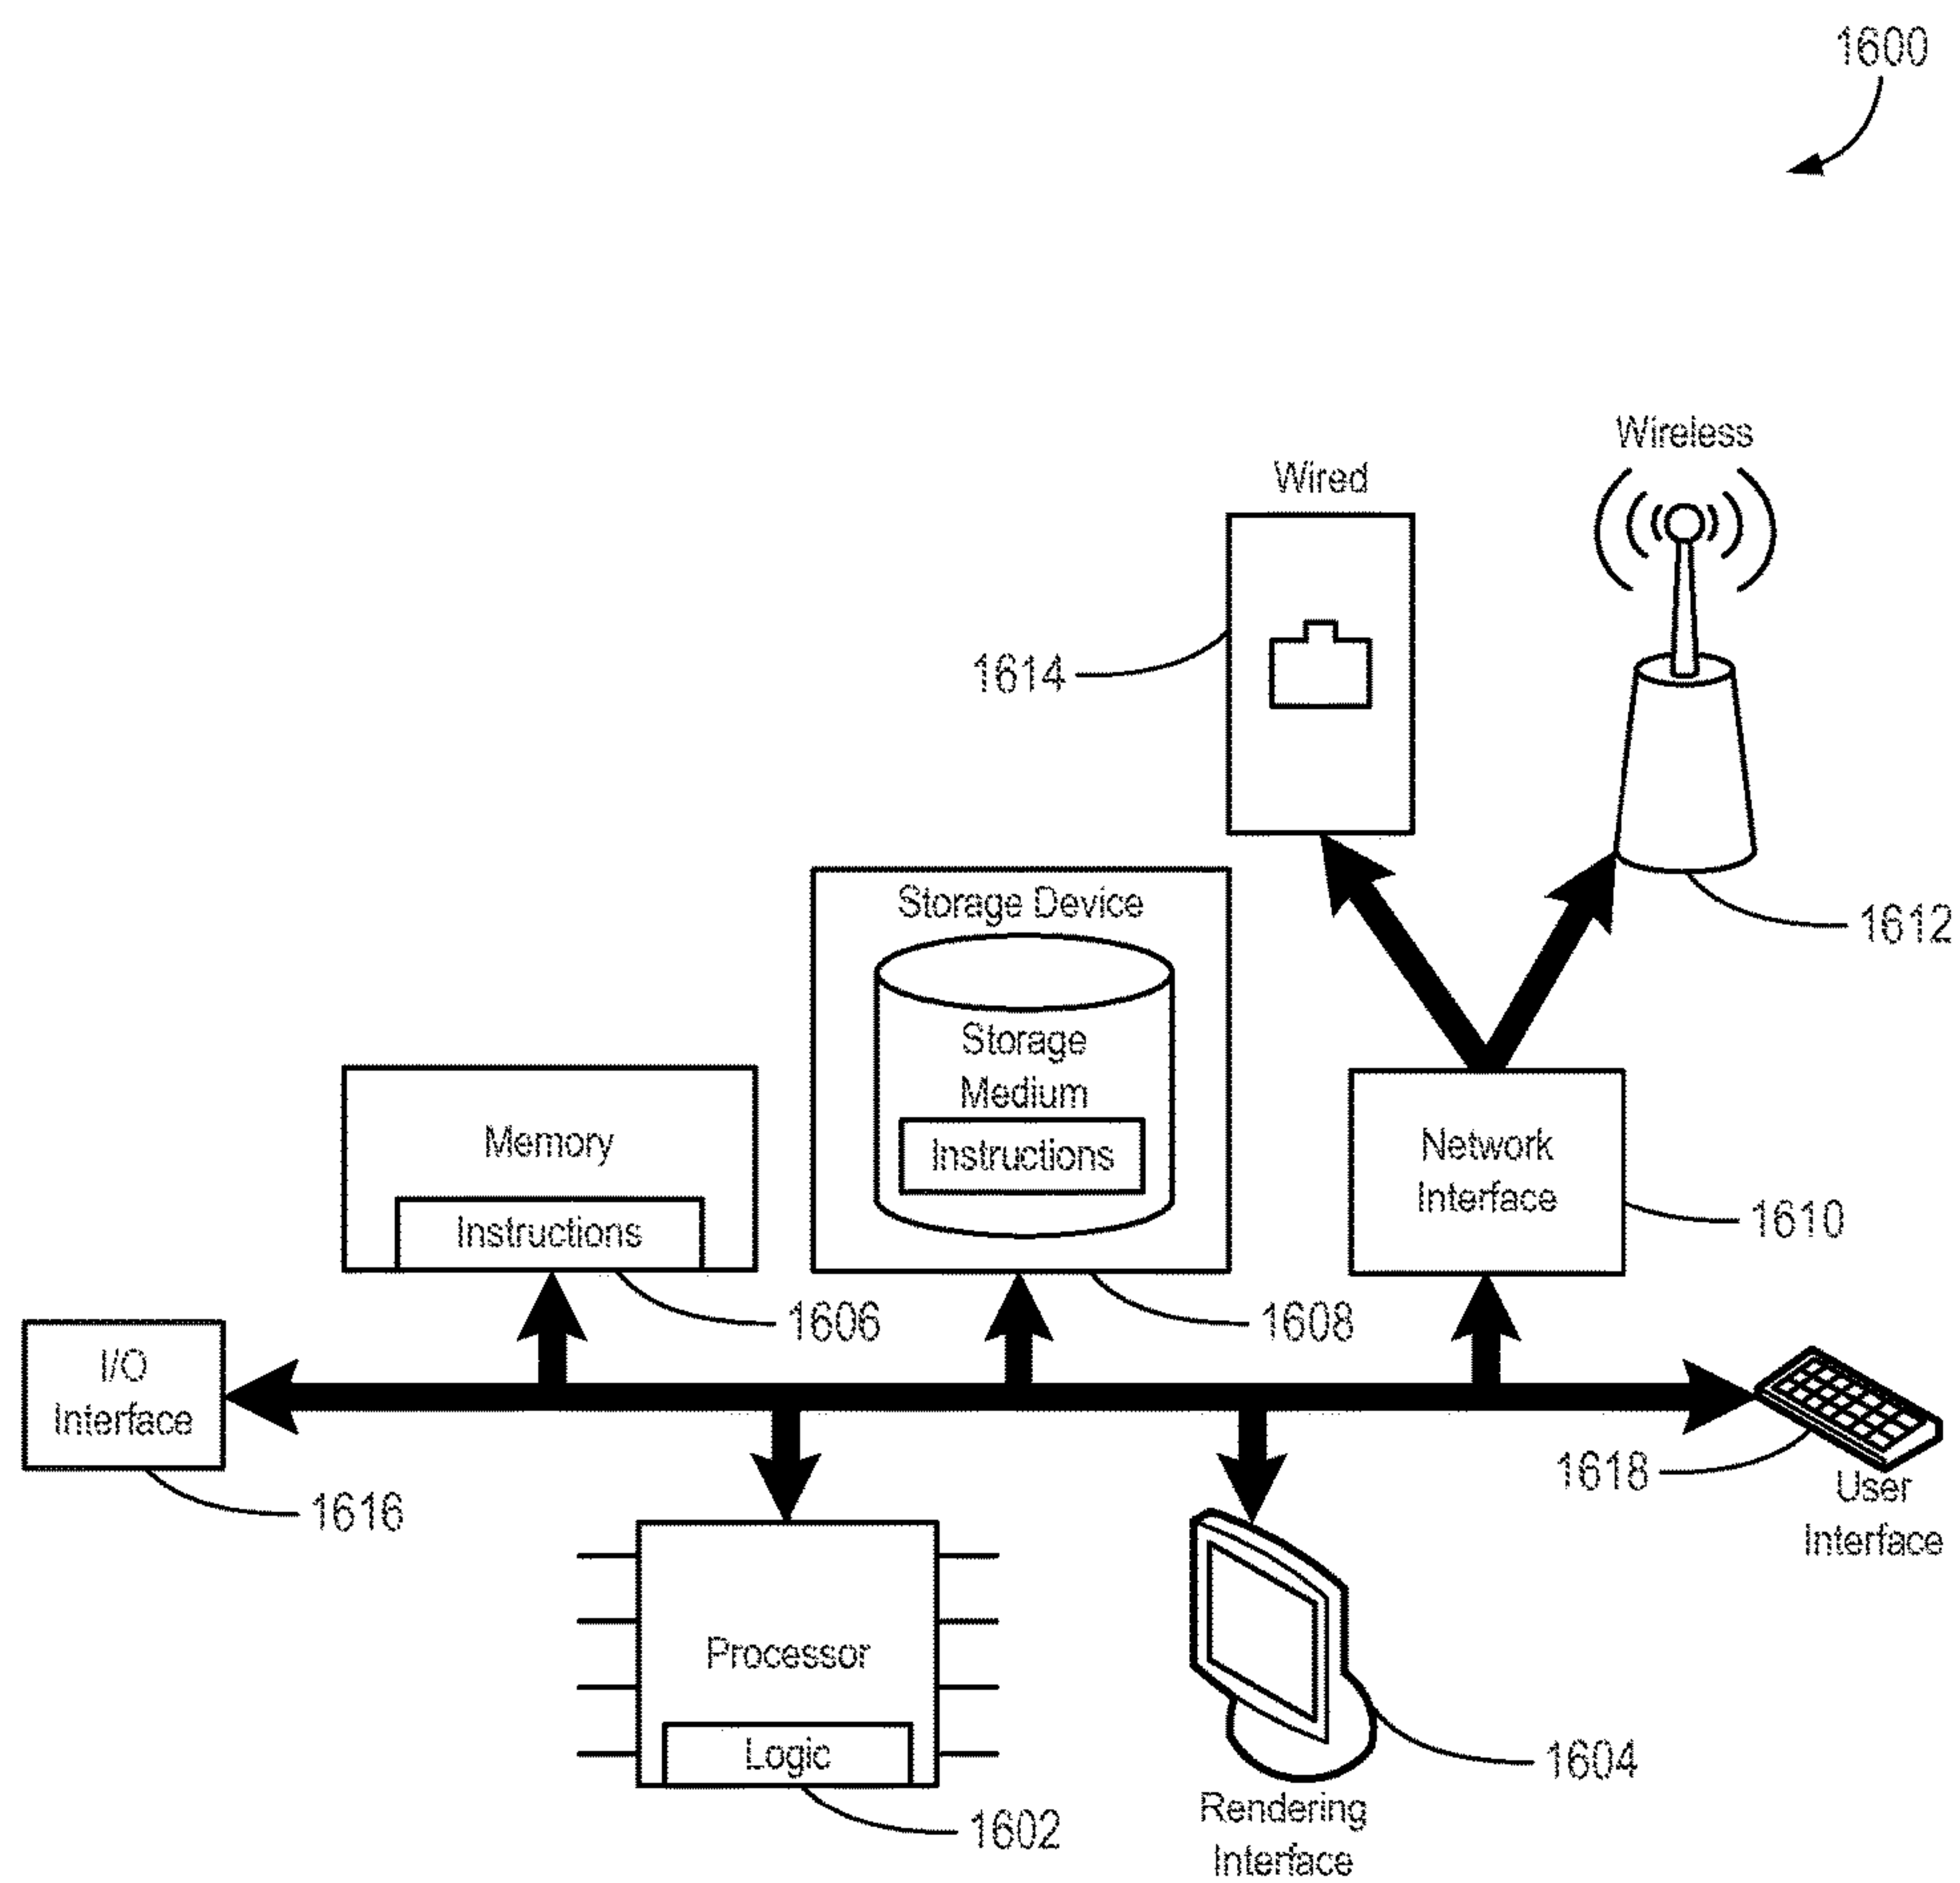 1600
Wireless
Wired
1614
1612
Storage Device
Storage
Medium
Instructions
Memory
Instructions
Network
Interface
1610
1606
1608
I/O
Interface
1616
1618
User
Interface
Processor
Logic
1602
1604
Rendering
Interface